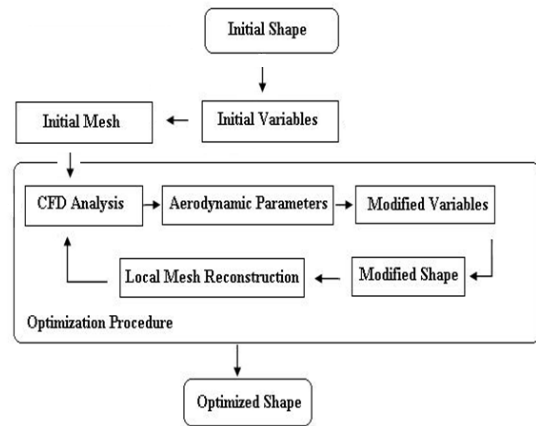 Initial Shape
Initial Mesh
Initial Variables
CFD Analysis
Aerodynamic Parameters
Modified Variables
Local Mesh Reconstruction
Modified Shape
Optimization Procedure
Optimized Shape